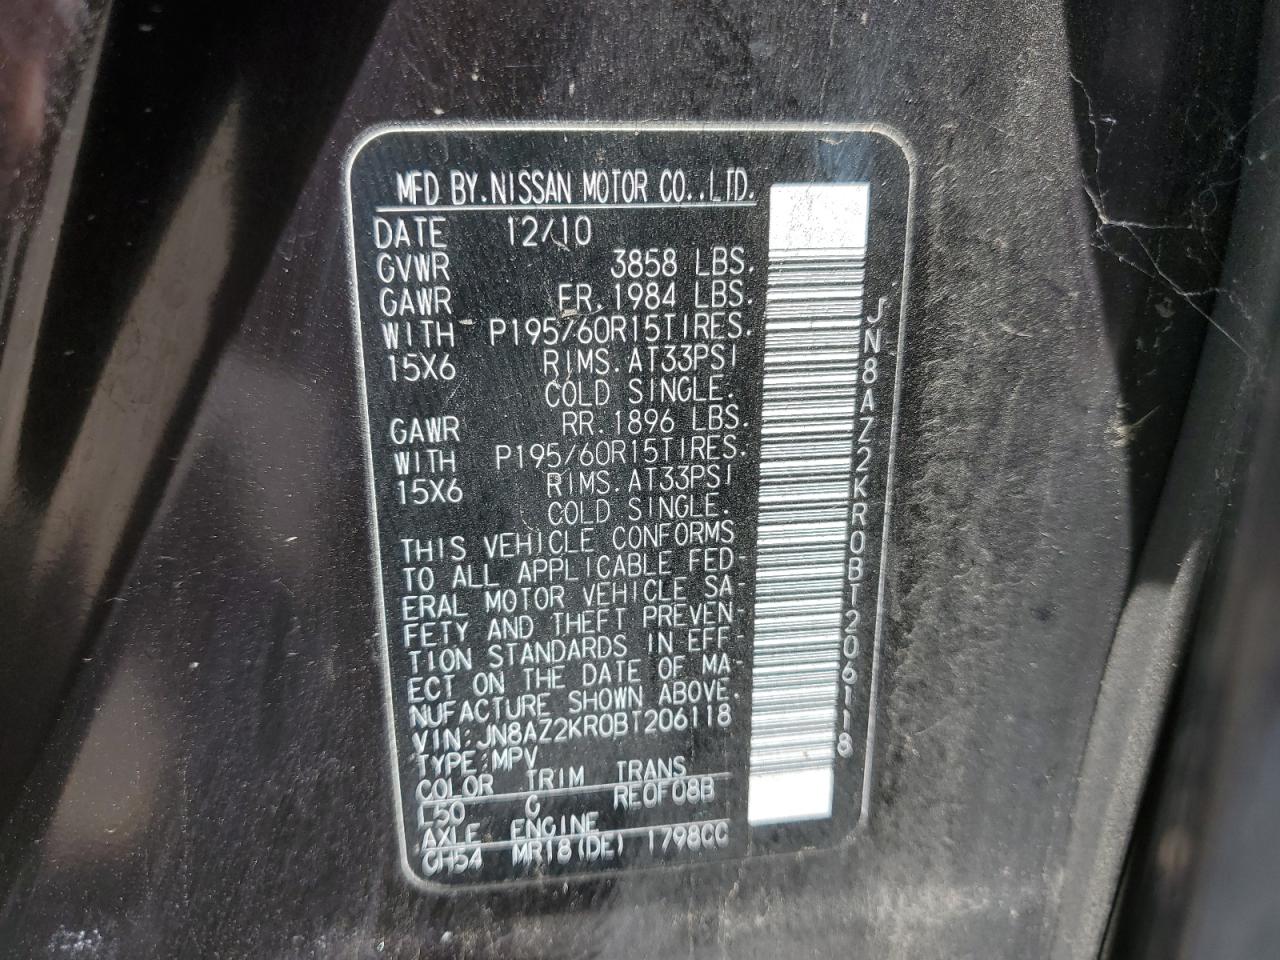 MFD BY.NISSAN MOTOR CO.,LTD.
DATE 12/10
GVWR 3858 LBS.
GAWR FR.1984 LBS.
WITH P195/60R15TIRES.
15X6 RIMS.AT33PSI
COLD SINGLE.
GAWR RR.1896 LBS.
WITH P195/60R15TIRES.
15X6 RIMS.AT33PSI
COLD SINGLE.
THIS VEHICLE CONFORMS
TO ALL APPLICABLE FED-
ERAL MOTOR VEHICLE SA-
FETY AND THEFT PREVEN-
TION STANDARDS IN EFF-
ECT ON THE DATE OF MA-
NUFACTURE SHOWN ABOVE.
VIN:JN8AZ2KR0BT206118
TYPE:MPV
COLOR TRIM TRANS
L50 G RE0F08B
AXLE ENGINE
GH54 MR18(DE) 1798CC
JN8AZ2KR0BT206118